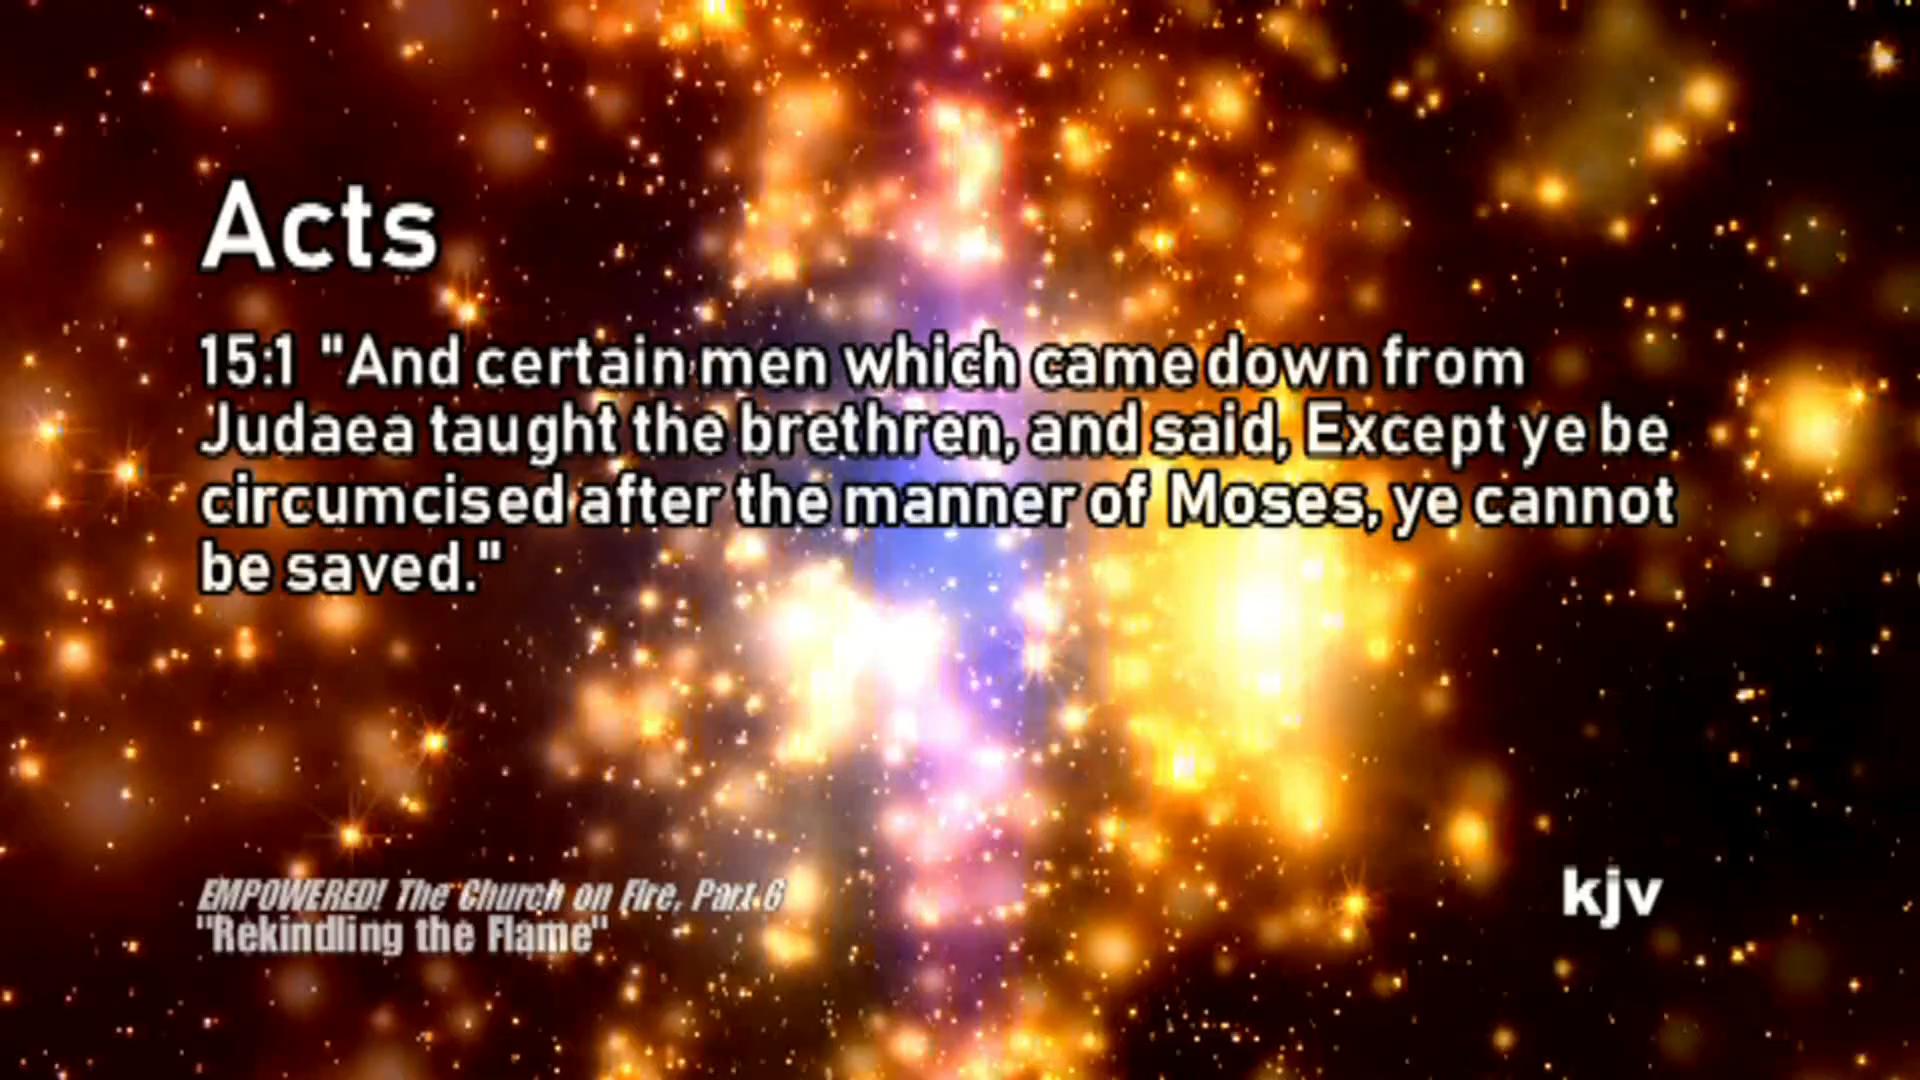 Acts
15:1 "And certain men which came down from
Judaea taught the brethren, and said, Except ye be
circumcised after the manner of Moses, ye cannot
be saved."
EMPOWERED! The Church on Fire, Part 6
"Rekindling the Flame"
kjv